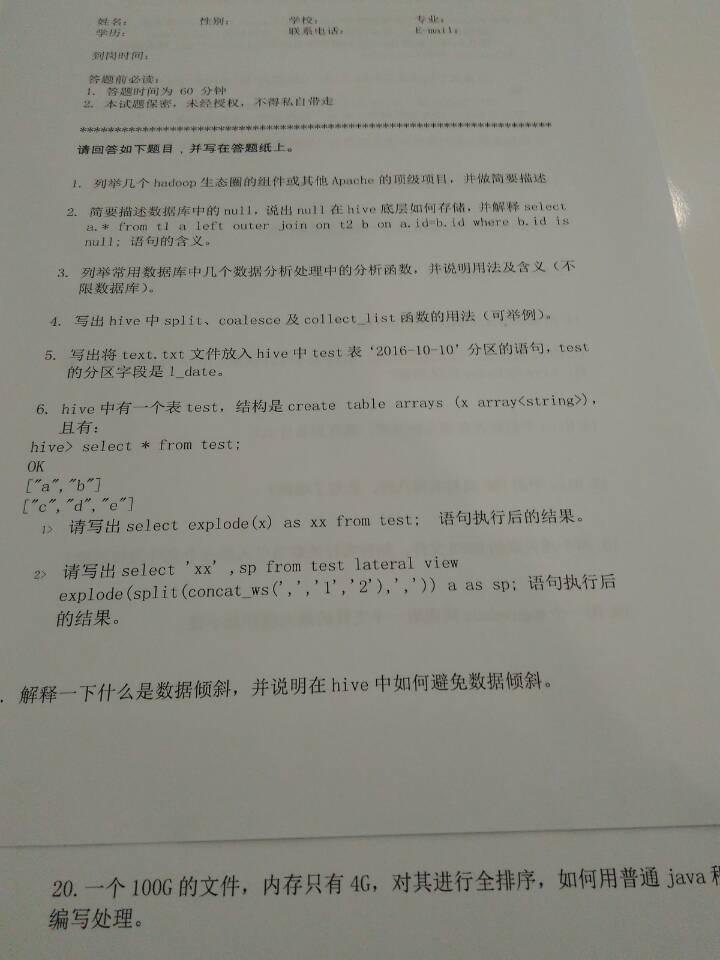 姓名： 性别： 学校： 专业：
学历： 联系电话： E-mail：
到岗时间：
答题前必读：
1. 答题时间为 60 分钟
2. 本试题保密，未经授权，不得私自带走
********************************************************************
请回答如下题目，并写在答题纸上。
1. 列举几个 hadoop 生态圈的组件或其他 Apache 的顶级项目，并做简要描述
2. 简要描述数据库中的 null，说出 null 在 hive 底层如何存储，并解释 select
a.* from t1 a left outer join on t2 b on a.id=b.id where b.id is
null; 语句的含义。
3. 列举常用数据库中几个数据分析处理中的分析函数，并说明用法及含义（不
限数据库）。
4. 写出 hive 中 split、coalesce 及 collect_list 函数的用法（可举例）。
5. 写出将 text.txt 文件放入 hive 中 test 表 ‘2016-10-10’ 分区的语句，test
的分区字段是 l_date。
6. hive 中有一个表 test，结构是 create table arrays (x array<string>)，
且有：
hive> select * from test;
OK
["a","b"]
["c","d","e"]
1> 请写出 select explode(x) as xx from test; 语句执行后的结果。
2> 请写出 select 'xx' ,sp from test lateral view
explode(split(concat_ws(',','1','2'),',')) a as sp; 语句执行后
的结果。
. 解释一下什么是数据倾斜，并说明在 hive 中如何避免数据倾斜。
20.一个 100G 的文件，内存只有 4G，对其进行全排序，如何用普通 java
编写处理。